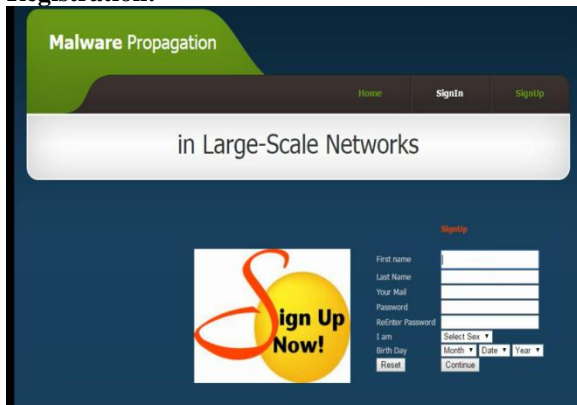 Registration:
Malware Propagation
Home SignIn SignUp
in Large-Scale Networks
SignUp
Sign Up
Now!
First name
Last Name
Your Mail
Password
ReEnter Password
I am Select Sex
Birth Day Month Date Year
Reset Continue